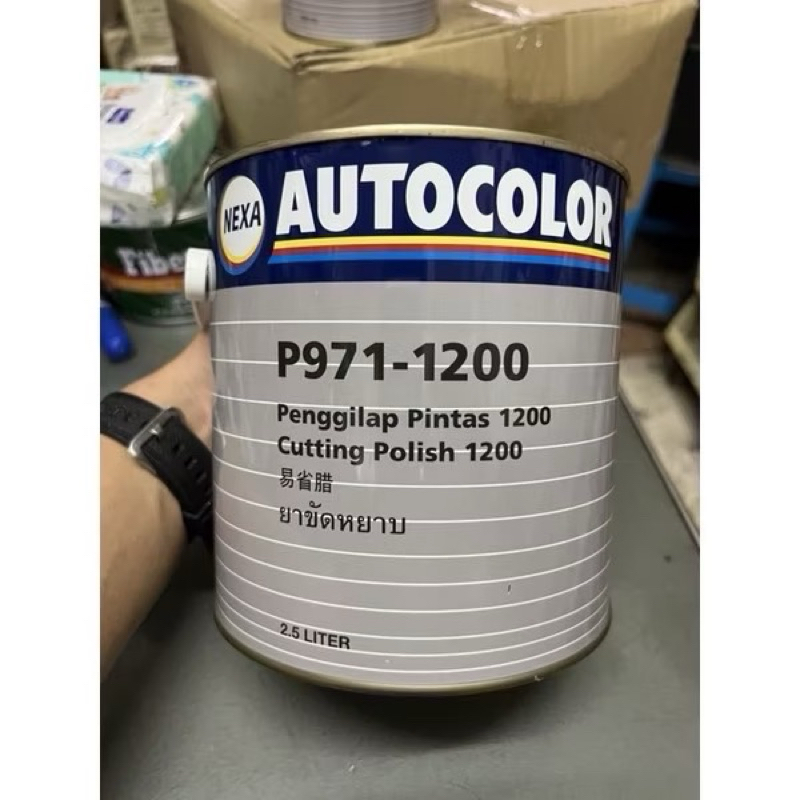 NEXA AUTOCOLOR
P971-1200
Penggilap Pintas 1200
Cutting Polish 1200
易省腊
ยาขัดหยาบ
2.5 LITER